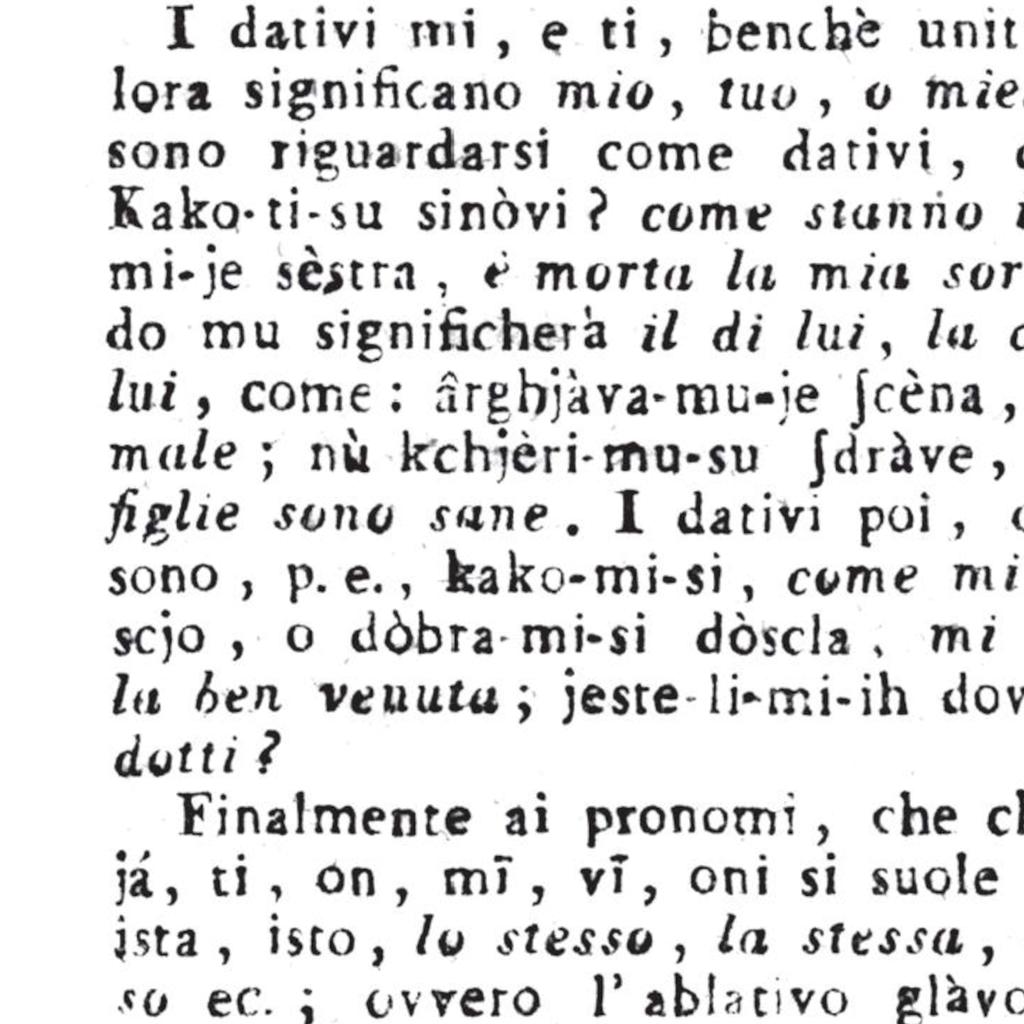 I dativi mi, e ti, benchè unit
lora significano mio, tuo, o mie
sono riguardarsi come dativi,
Kako-ti-su sinòvi? come stanno
mi-je sèstra, è morta la mia sor
do mu significherà il di lui, la
lui, come: ârghjàva-mu-je ʃcèna,
male; nù kchjèri-mu-su ʃdràve,
figlie sono sane. I dativi poi,
sono, p. e., kako-mi-si, come mi
scjo, o dòbra-mi-si dòscla, mi
la ben venuta; jeste-li-mi-ih dov
dotti?
Finalmente ai pronomi, che ch
já, ti, on, mī, vī, oni si suole
ista, isto, lo stesso, la stessa,
so ec.; ovvero l'ablativo glàvo